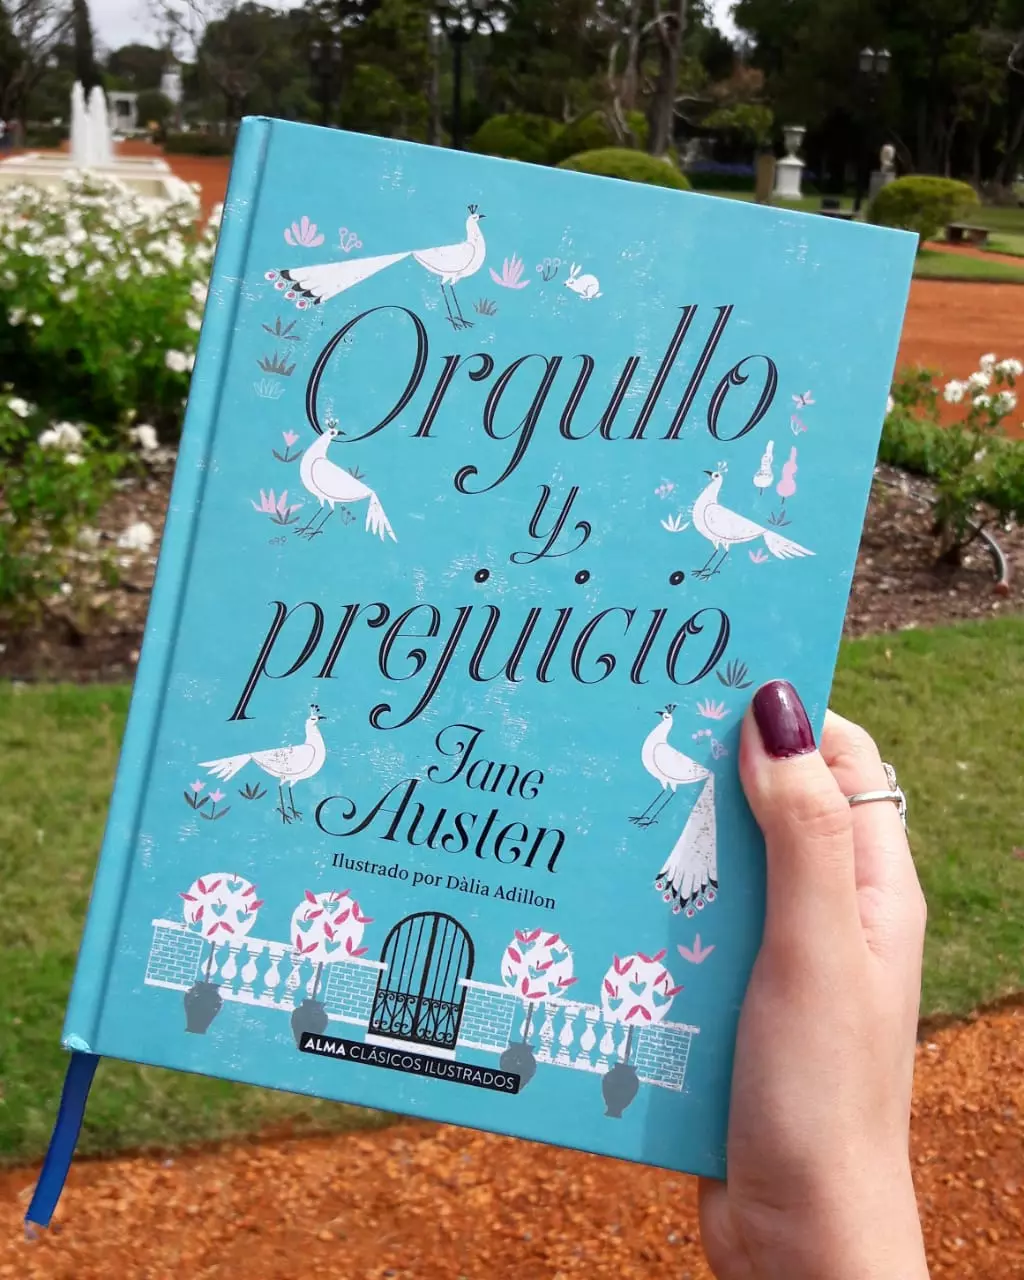 Orgullo
y
prejuicio
Jane
Austen
Ilustrado por Dàlia Adillon
ALMA CLÁSICOS ILUSTRADOS